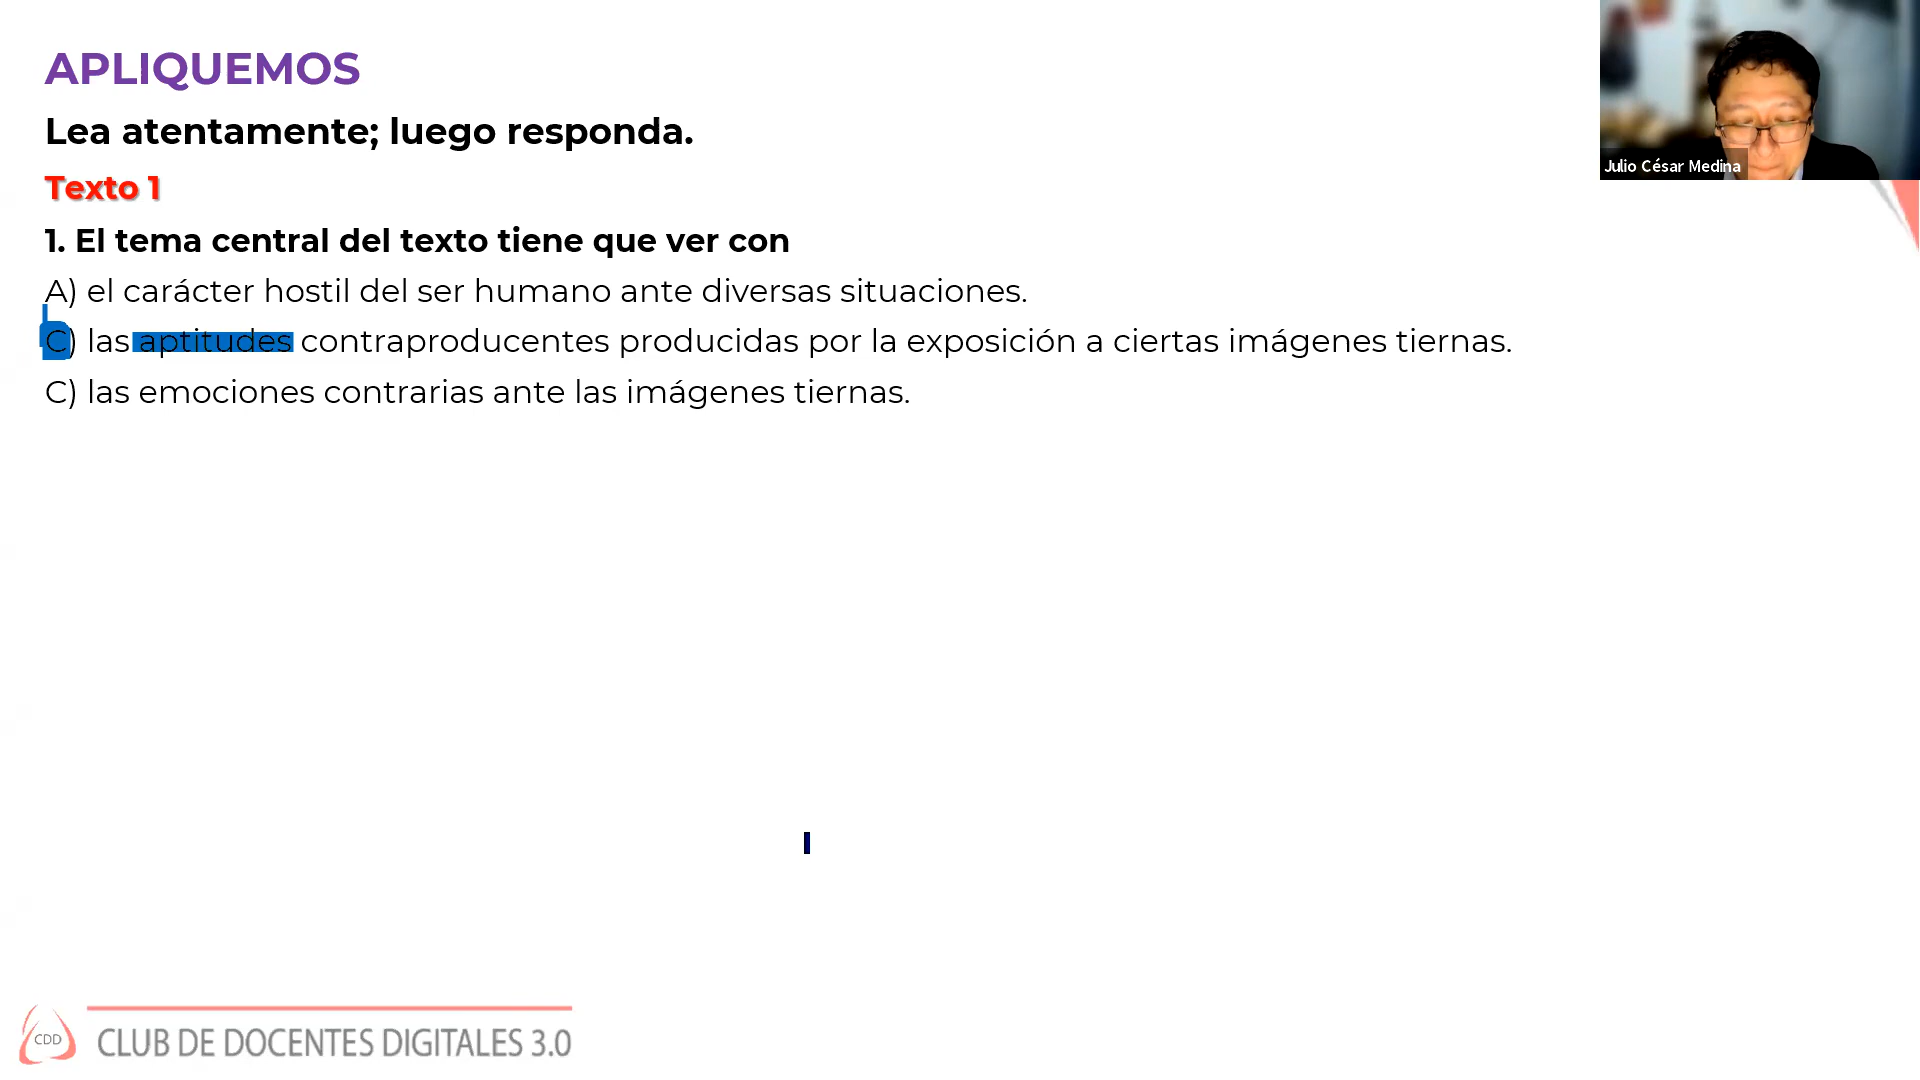 APLIQUEMOS
Lea atentamente; luego responda.
Julio César Medina
Texto 1
1. El tema central del texto tiene que ver con
A) el carácter hostil del ser humano ante diversas situaciones.
C) las aptitudes contraproducentes producidas por la exposición a ciertas imágenes tiernas.
C) las emociones contrarias ante las imágenes tiernas.
CDD CLUB DE DOCENTES DIGITALES 3.0